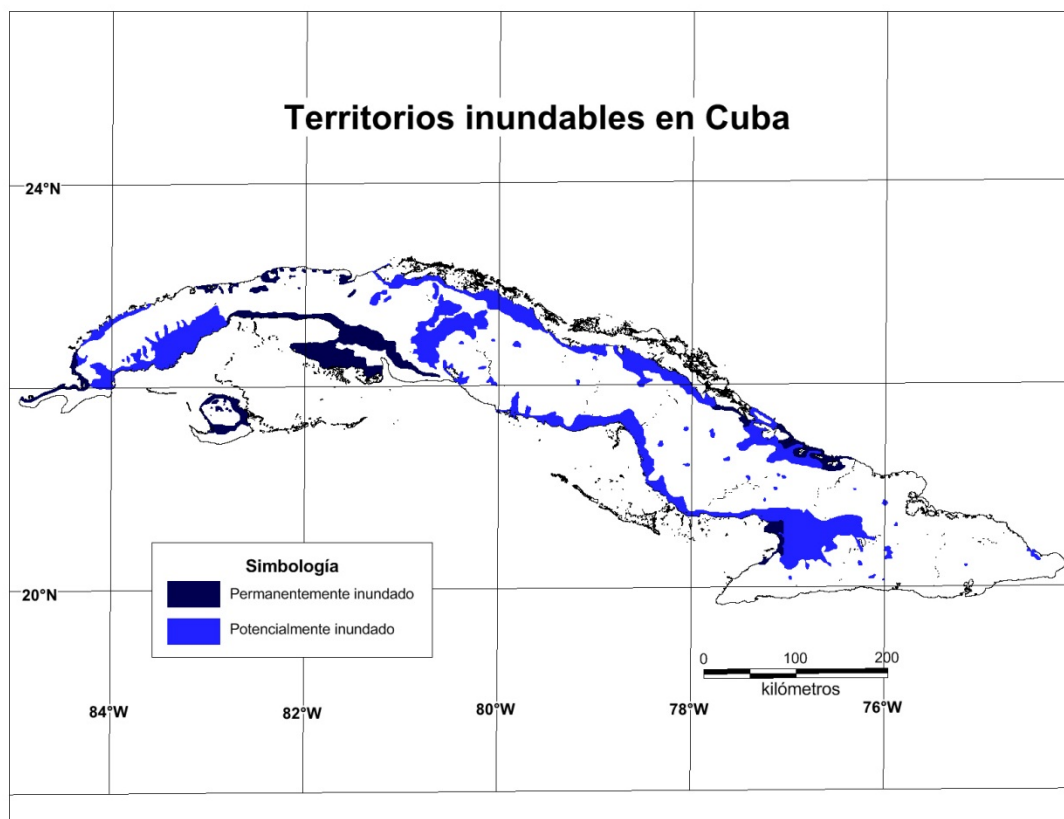 Territorios inundables en Cuba
24°N
20°N
Simbología
Permanentemente inundado
Potencialmente inundado
0 100 200
kilómetros
84°W 82°W 80°W 78°W 76°W